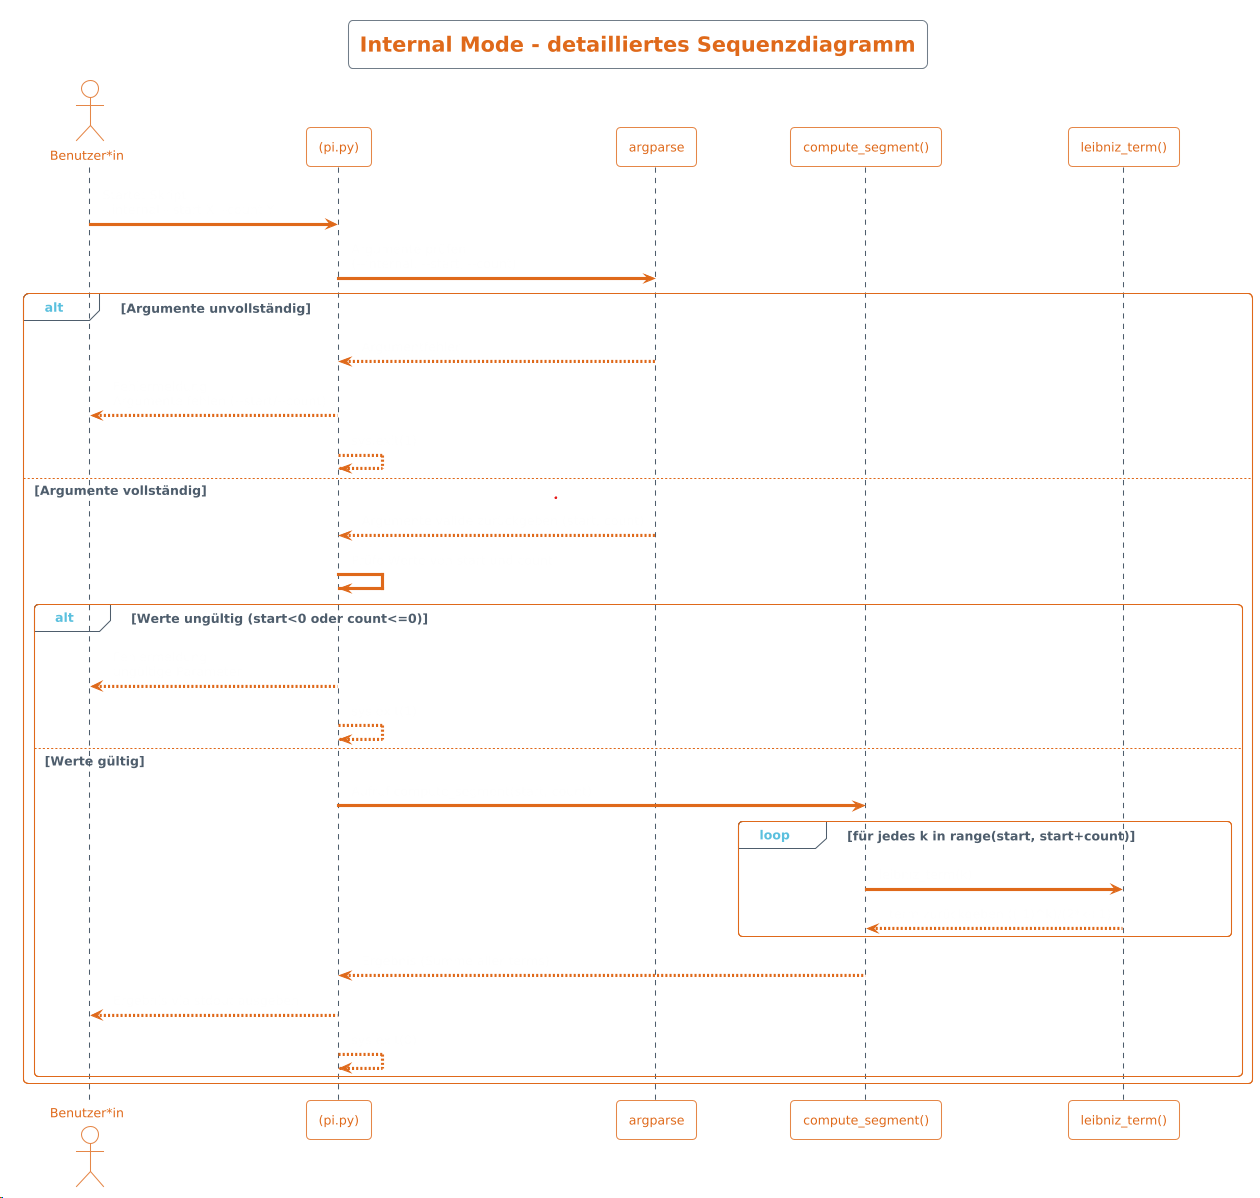 Internal Mode - detailliertes Sequenzdiagramm
Benutzer*in
(pi.py)
argparse
compute_segment()
leibniz_term()
alt
[Argumente unvollständig]
[Argumente vollständig]
alt
[Werte ungültig (start<0 oder count<=0)]
[Werte gültig]
loop
[für jedes k in range(start, start+count)]
Benutzer*in
(pi.py)
argparse
compute_segment()
leibniz_term()